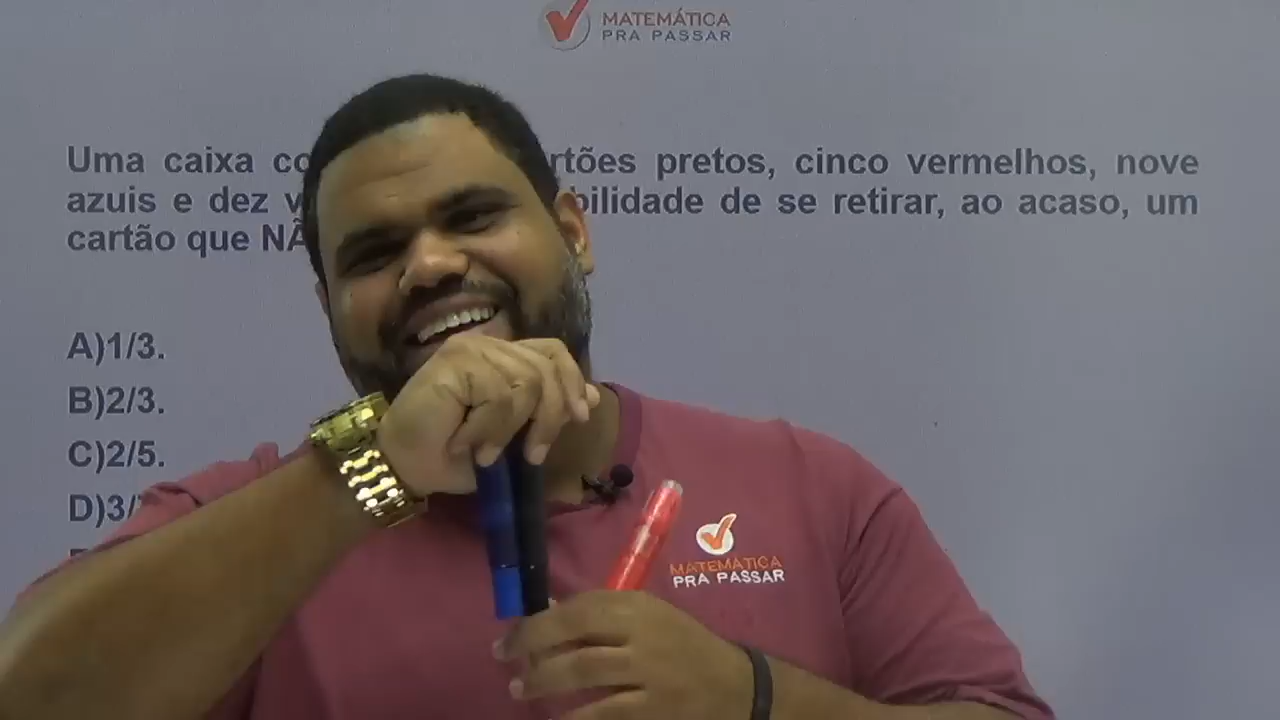 MATEMÁTICA
PRA PASSAR
Uma caixa rtões pretos, cinco vermelhos, nove
azuis e dez bilidade de se retirar, ao acaso, um
cartão que
A)1/3.
B)2/3.
C)2/5.
D)3/
MATEMÁTICA
PRA PASSAR